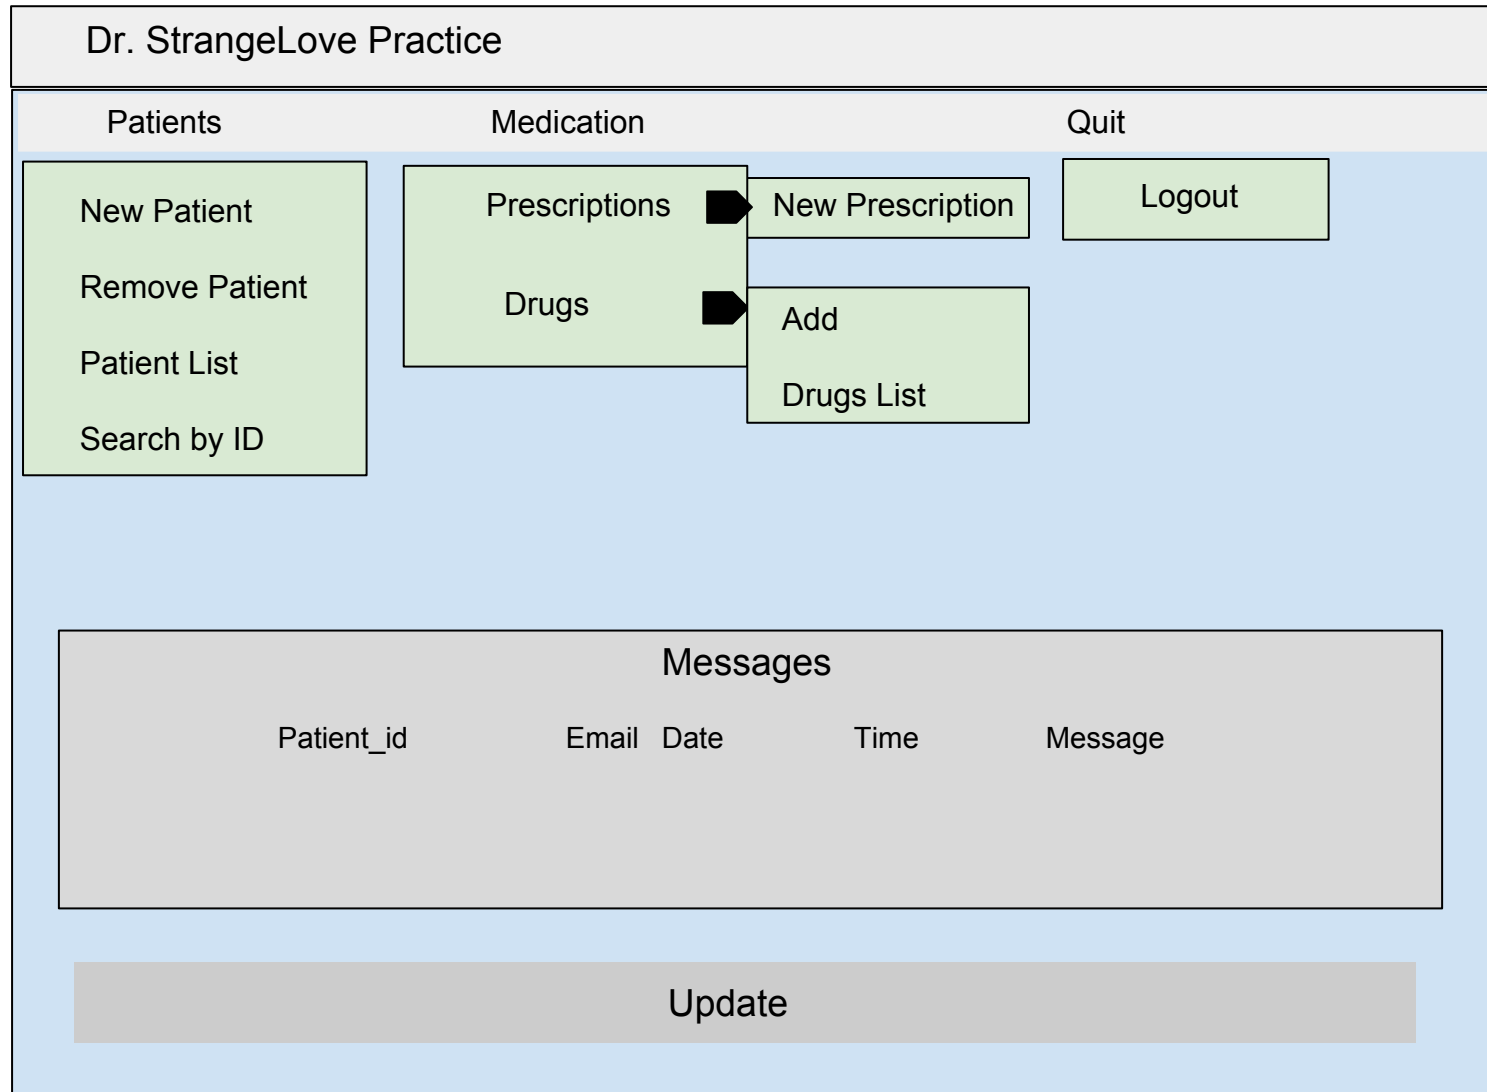 Dr. StrangeLove Practice
Patients Medication Quit
New Patient
Remove Patient
Patient List
Search by ID
Prescriptions
Drugs
New Prescription
Add
Drugs List
Logout
Messages
Patient_id Email Date Time Message
Update